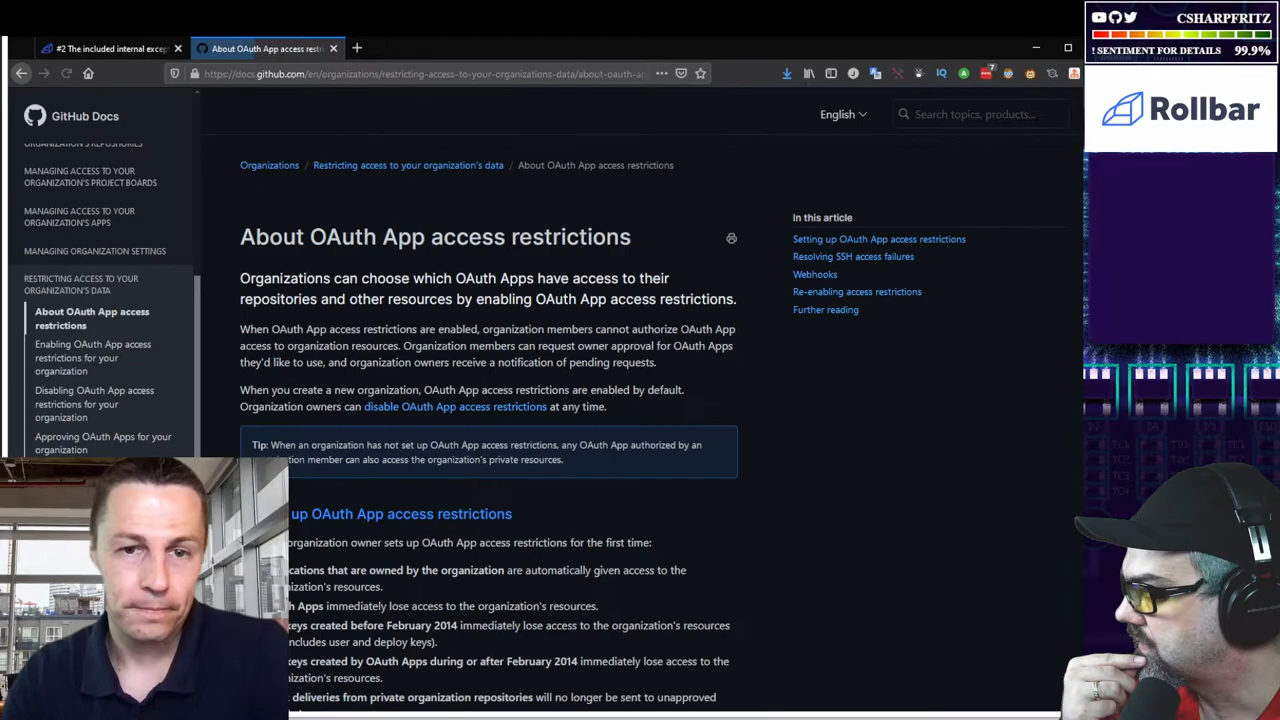 #2 The included internal excep
About OAuth App access restri
https://docs.github.com/en/organizations/restricting-access-to-your-organizations-data/about-oauth-ap
7
CSHARPFRITZ
! SENTIMENT FOR DETAILS 99.9%
Rollbar
GitHub Docs
English
Search topics, products...
ORGANIZATION'S REPOSITORIES
MANAGING ACCESS TO YOUR
ORGANIZATION'S PROJECT BOARDS
MANAGING ACCESS TO YOUR
ORGANIZATION'S APPS
MANAGING ORGANIZATION SETTINGS
RESTRICTING ACCESS TO YOUR
ORGANIZATION'S DATA
About OAuth App access
restrictions
Enabling OAuth App access
restrictions for your
organization
Disabling OAuth App access
restrictions for your
organization
Approving OAuth Apps for your
organization
Organizations / Restricting access to your organization's data / About OAuth App access restrictions
About OAuth App access restrictions
Organizations can choose which OAuth Apps have access to their
repositories and other resources by enabling OAuth App access restrictions.
When OAuth App access restrictions are enabled, organization members cannot authorize OAuth App
access to organization resources. Organization members can request owner approval for OAuth Apps
they'd like to use, and organization owners receive a notification of pending requests.
When you create a new organization, OAuth App access restrictions are enabled by default.
Organization owners can disable OAuth App access restrictions at any time.
Tip: When an organization has not set up OAuth App access restrictions, any OAuth App authorized by an
tion member can also access the organization's private resources.
up OAuth App access restrictions
organization owner sets up OAuth App access restrictions for the first time:
cations that are owned by the organization are automatically given access to the
nization's resources.
h Apps immediately lose access to the organization's resources.
keys created before February 2014 immediately lose access to the organization's resources
includes user and deploy keys).
keys created by OAuth Apps during or after February 2014 immediately lose access to the
nization's resources.
k deliveries from private organization repositories will no longer be sent to unapproved
In this article
Setting up OAuth App access restrictions
Resolving SSH access failures
Webhooks
Re-enabling access restrictions
Further reading